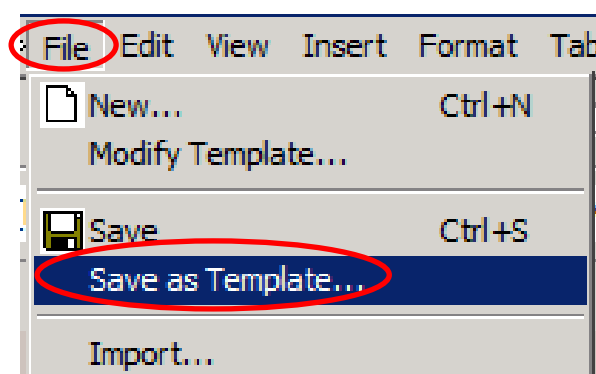 File Edit View Insert Format Tab
New... Ctrl+N
Modify Template...
Save Ctrl+S
Save as Template...
Import...